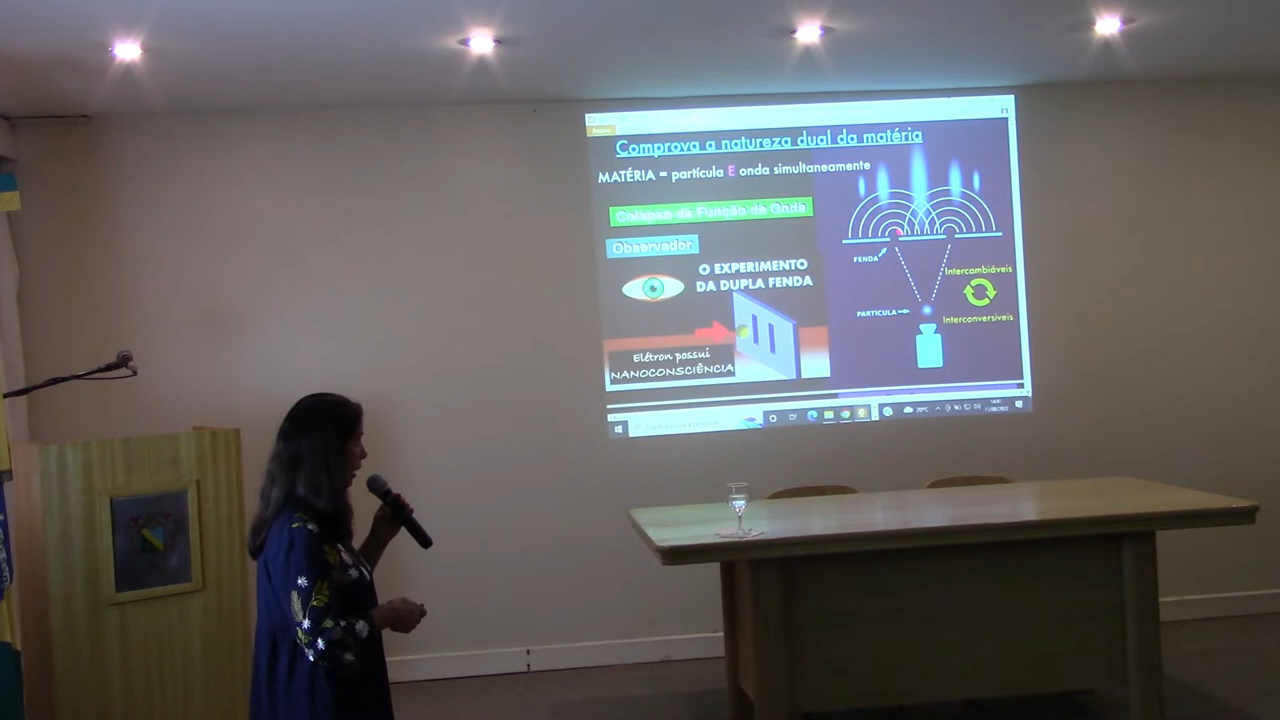 Comprova a natureza dual da matéria
MATÉRIA = partícula E onda simultaneamente
Colapso da Função de Onda
Observador
O EXPERIMENTO
DA DUPLA FENDA
Elétron possui
NANOCONSCIÊNCIA
FENDA
PARTÍCULA
Intercambiáveis
Interconversíveis
20°C